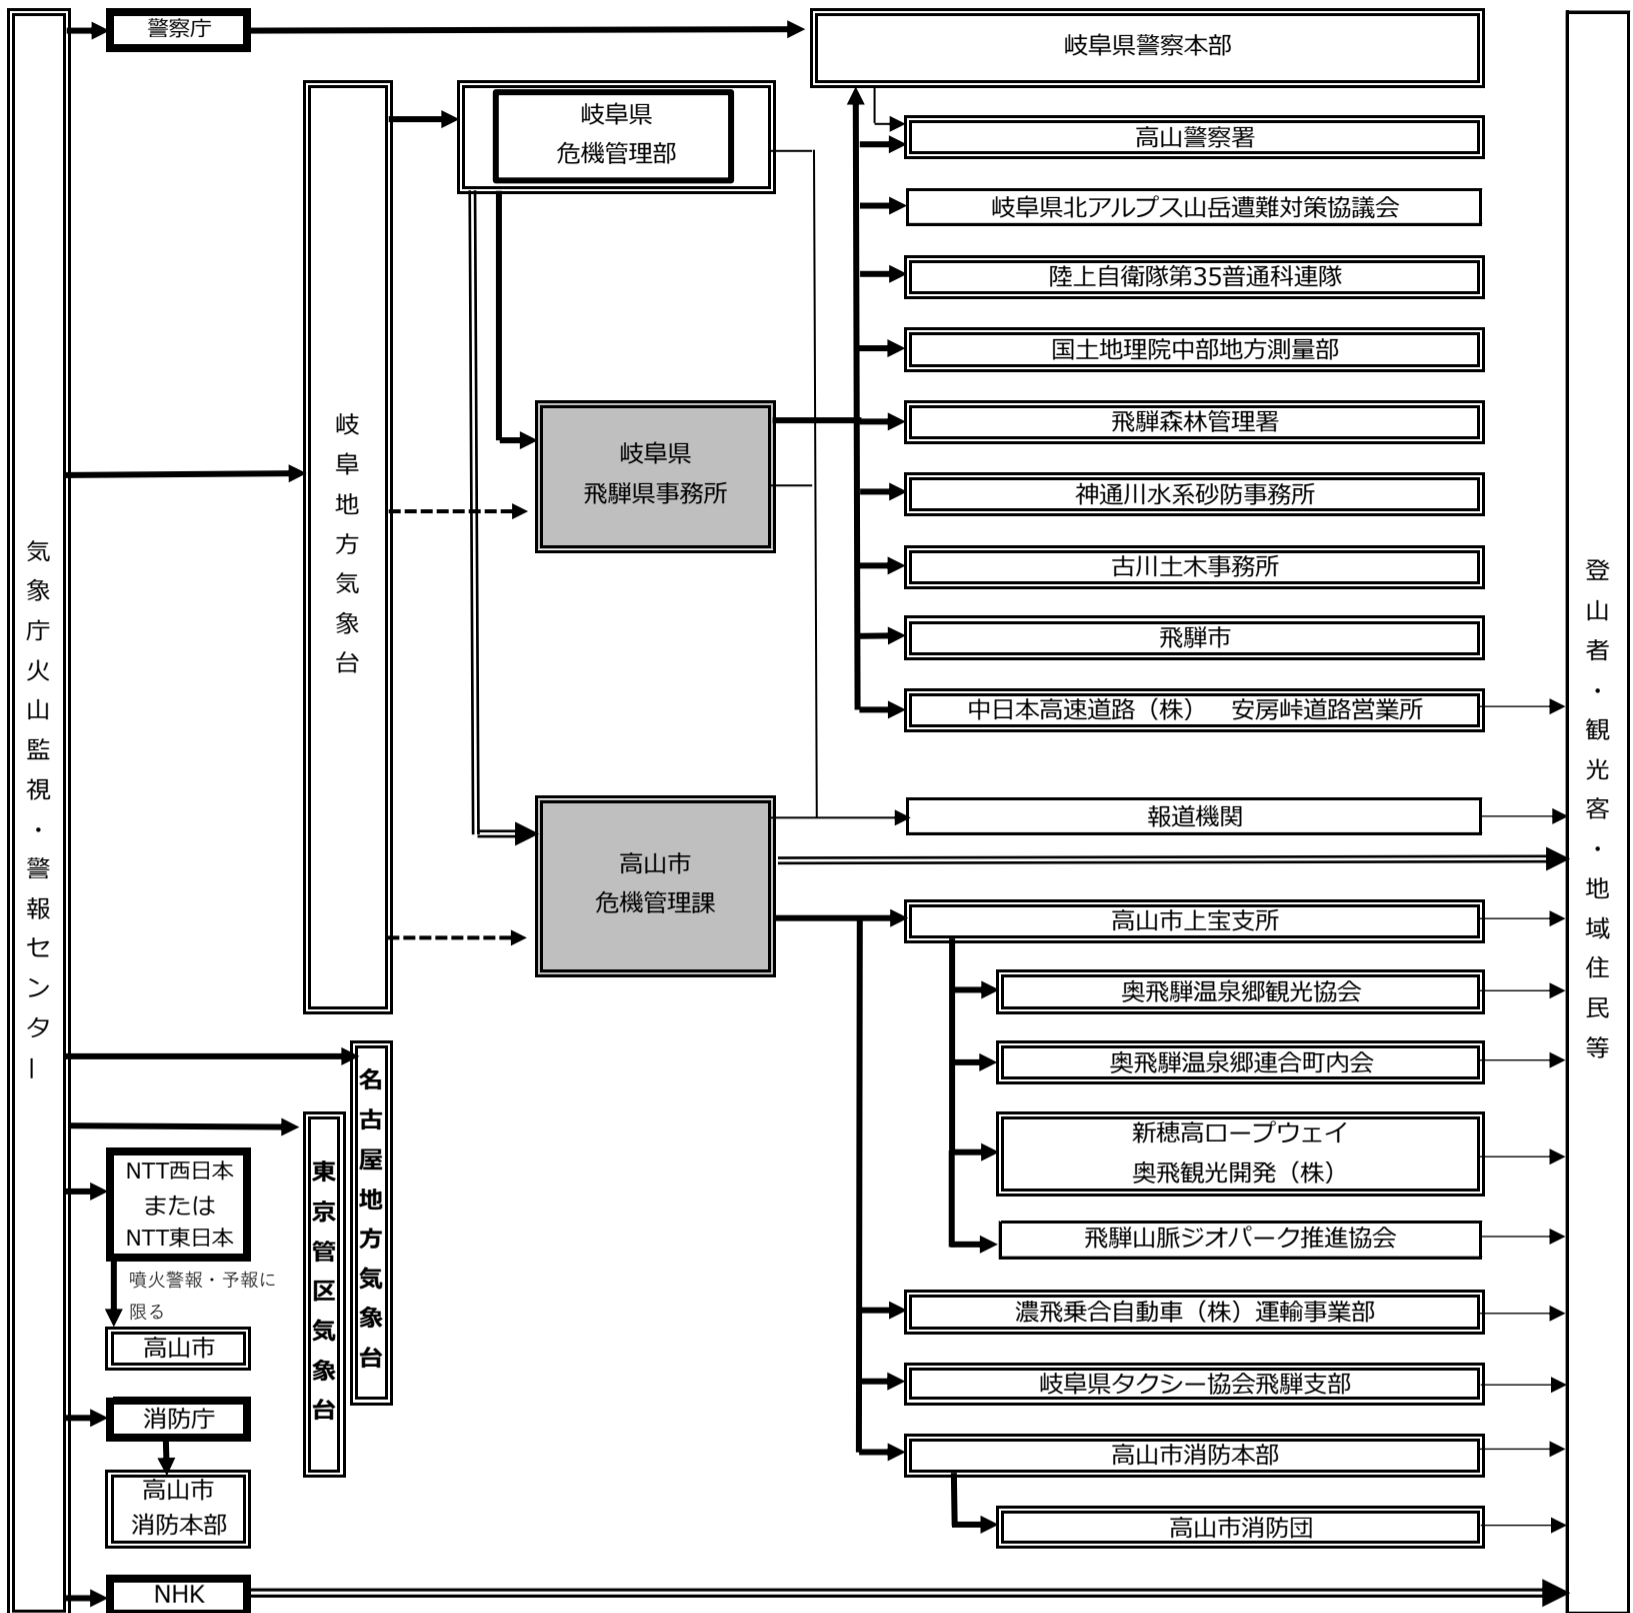 気象庁火山監視・警報センター
警察庁
岐阜県警察本部
岐阜地方気象台
岐阜県
危機管理部
高山警察署
岐阜県北アルプス山岳遭難対策協議会
陸上自衛隊第35普通科連隊
国土地理院中部地方測量部
岐阜県
飛騨県事務所
飛騨森林管理署
神通川水系砂防事務所
古川土木事務所
飛騨市
中日本高速道路（株）　安房峠道路営業所
報道機関
高山市
危機管理課
高山市上宝支所
奥飛騨温泉郷観光協会
奥飛騨温泉郷連合町内会
新穂高ロープウェイ
奥飛観光開発（株）
飛騨山脈ジオパーク推進協会
濃飛乗合自動車（株）運輸事業部
岐阜県タクシー協会飛騨支部
高山市消防本部
高山市消防団
名古屋地方気象台
東京管区気象台
NTT西日本
または
NTT東日本
噴火警報・予報に
限る
高山市
消防庁
高山市
消防本部
NHK
登山者・観光客・地域住民等